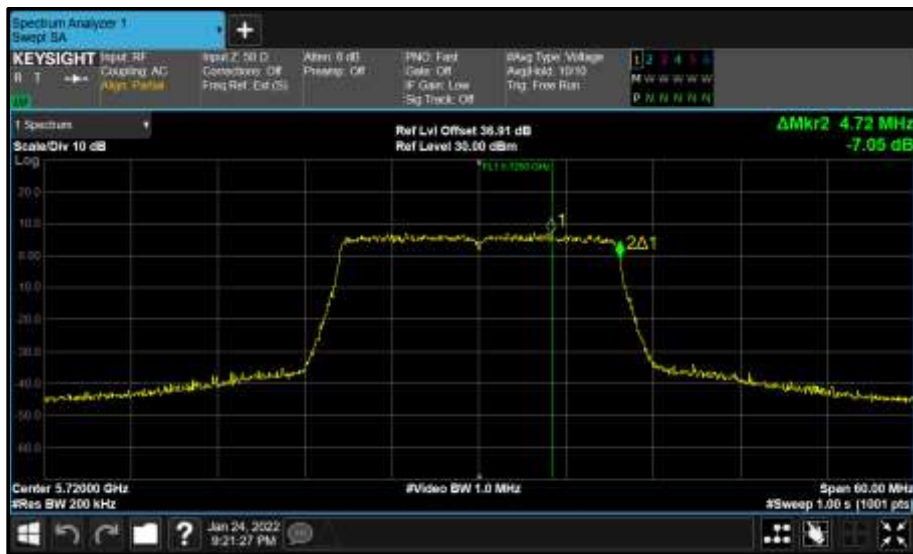 Spectrum Analyzer 1
Swept SA
+
KEYSIGHT
R T
Input: RF
Coupling: AC
Align: Partial
Input Z: 50 Ω
Corrections: Off
Freq Ref: Ext (S)
Atten: 6 dB
Preamp: Off
PNO: Fast
Gate: Off
IF Gain: Low
Sig Track: Off
#Avg Type: Voltage
Avg|Hold: 10/10
Trig: Free Run
1 2 3 4 5 6
M W W W W W
P N N N N N
1 Spectrum
Scale/Div 10 dB
Ref Lvl Offset 36.91 dB
Ref Level 30.00 dBm
ΔMkr2 4.72 MHz
-7.05 dB
Log
20.0
10.0
0.00
-10.0
-20.0
-30.0
-40.0
-50.0
-60.0
1
2Δ1
Center 5.72000 GHz
#Res BW 200 kHz
#Video BW 1.0 MHz
Span 60.00 MHz
#Sweep 1.00 s (1001 pts)
?
Jan 24, 2022
9:21:27 PM